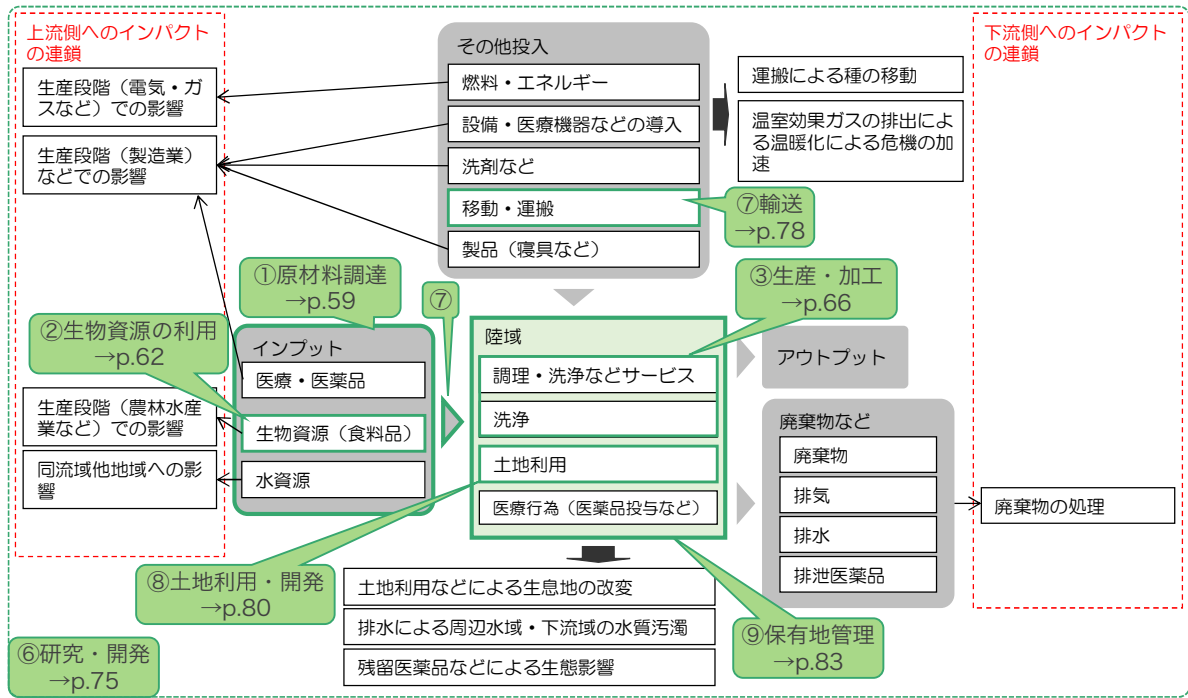 上流側へのインパクト
の連鎖
生産段階（電気・ガ
スなど）での影響
生産段階（製造業）
などでの影響
その他投入
燃料・エネルギー
設備・医療機器などの導入
洗剤など
移動・運搬
製品（寝具など）
運搬による種の移動
温室効果ガスの排出によ
る温暖化による危機の加
速
下流側へのインパクト
の連鎖
⑦輸送
→p.78
①原材料調達
→p.59
⑦
③生産・加工
→p.66
②生物資源の利用
→p.62
インプット
医療・医薬品
生物資源（食料品）
水資源
生産段階（農林水産
業など）での影響
同流域他地域への影
響
陸域
調理・洗浄などサービス
洗浄
土地利用
医療行為（医薬品投与など）
アウトプット
廃棄物など
廃棄物
排気
排水
排泄医薬品
廃棄物の処理
⑧土地利用・開発
→p.80
土地利用などによる生息地の改変
排水による周辺水域・下流域の水質汚濁
残留医薬品などによる生態影響
⑨保有地管理
→p.83
⑥研究・開発
→p.75